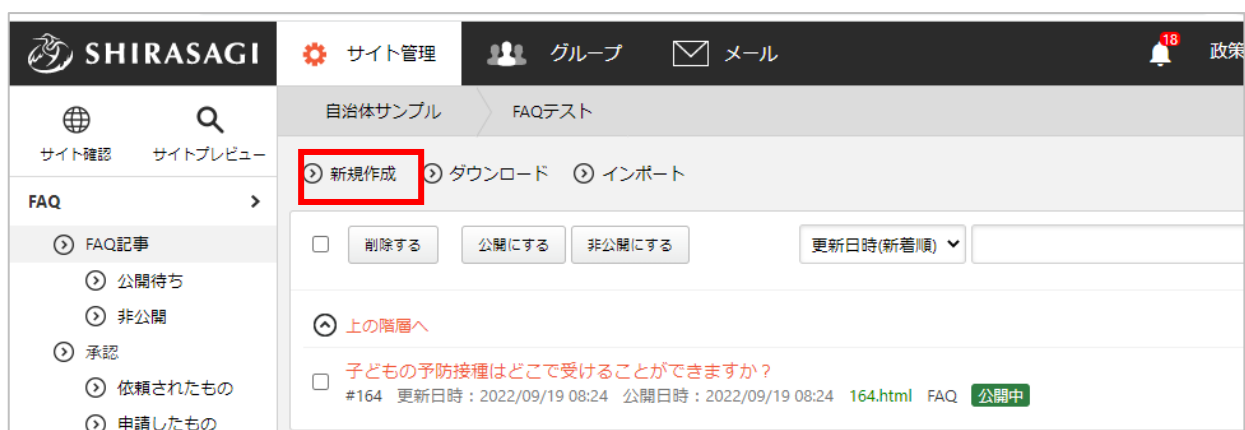 SHIRASAGI
サイト管理 グループ メール 18 政策
サイト確認 サイトプレビュー
自治体サンプル FAQテスト
新規作成 ダウンロード インポート
FAQ
FAQ記事
公開待ち
非公開
承認
依頼されたもの
申請したもの
削除する 公開にする 非公開にする 更新日時(新着順)
上の階層へ
子どもの予防接種はどこで受けることができますか？
#164 更新日時：2022/09/19 08:24 公開日時：2022/09/19 08:24 164.html FAQ 公開中